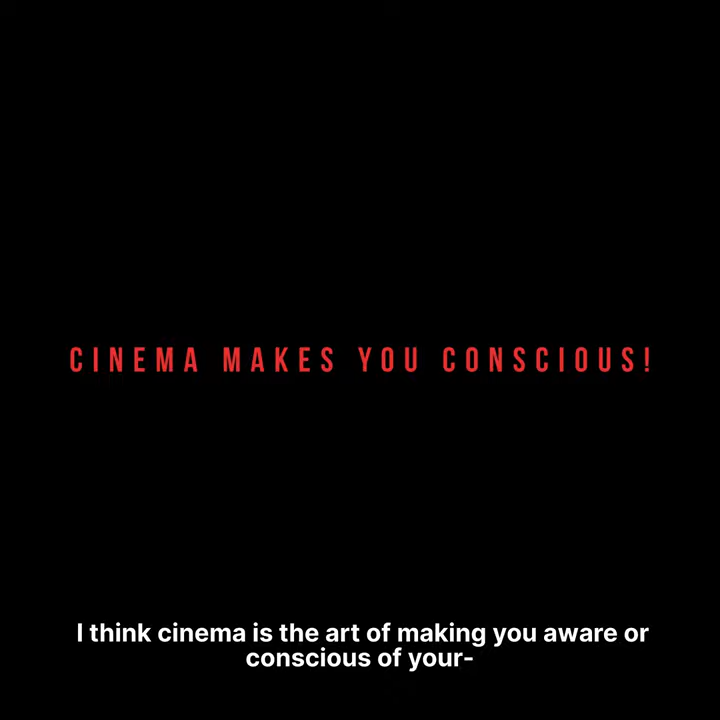 CINEMA MAKES YOU CONSCIOUS!
I think cinema is the art of making you aware or
conscious of your-